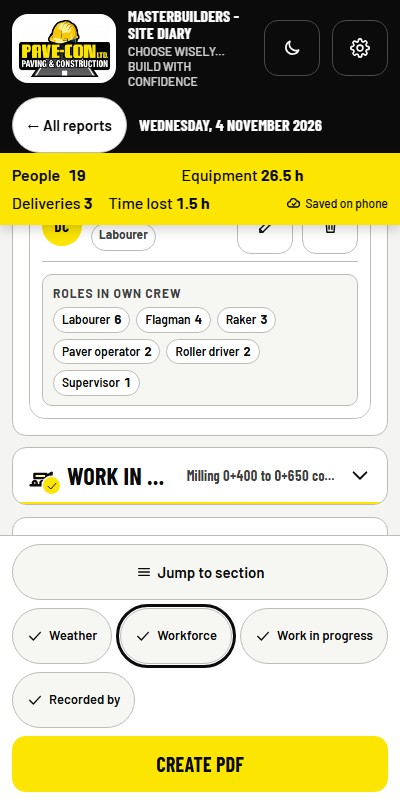 PAVE-CON LTD.
PAVING & CONSTRUCTION
MASTERBUILDERS - SITE DIARY
CHOOSE WISELY... BUILD WITH CONFIDENCE
← All reports
WEDNESDAY, 4 NOVEMBER 2026
People 19
Equipment 26.5 h
Deliveries 3
Time lost 1.5 h
Saved on phone
DC
Labourer
ROLES IN OWN CREW
Labourer 6
Flagman 4
Raker 3
Paver operator 2
Roller driver 2
Supervisor 1
WORK IN ...
Milling 0+400 to 0+650 co...
Jump to section
Weather
Workforce
Work in progress
Recorded by
CREATE PDF